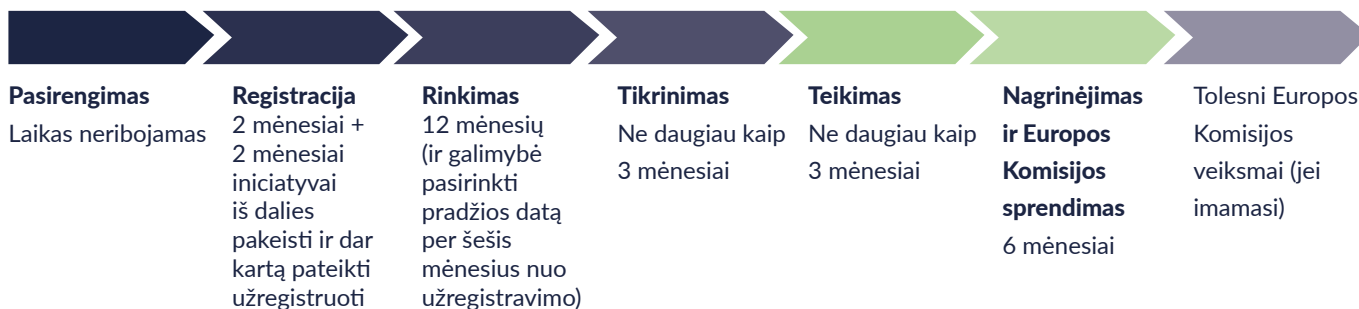 Pasirengimas
Laikas neribojamas
Registracija
2 mėnesiai +
2 mėnesiai
iniciatyvai
iš dalies
pakeisti ir dar
kartą pateikti
užregistruoti
Rinkimas
12 mėnesių
(ir galimybė
pasirinkti
pradžios datą
per šešis
mėnesius nuo
užregistravimo)
Tikrinimas
Ne daugiau kaip
3 mėnesiai
Teikimas
Ne daugiau kaip
3 mėnesiai
Nagrinėjimas
ir Europos
Komisijos
sprendimas
6 mėnesiai
Tolesni Europos
Komisijos
veiksmai (jei
imamasi)